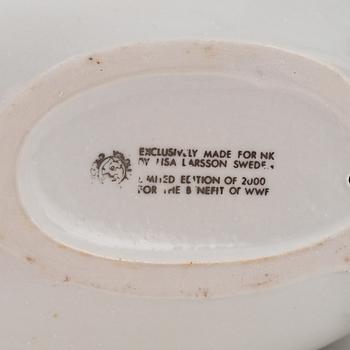 EXCLUSIVELY MADE FOR NK
BY LISA LARSSON SWEDEN
LIMITED EDITION OF 2000
FOR THE BENEFIT OF WWF